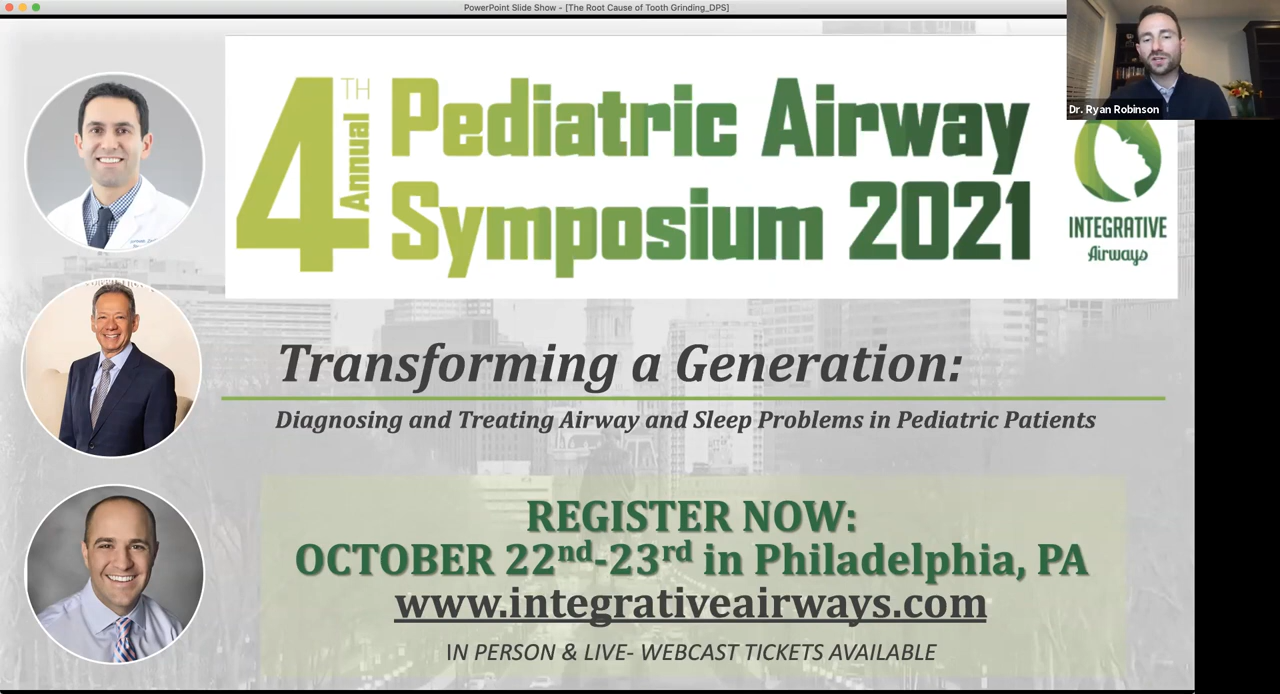 PowerPoint Slide Show - [The Root Cause of Tooth Grinding_DPS]
Dr. Ryan Robinson
4TH Annual Pediatric Airway
Symposium 2021
INTEGRATIVE
Airways
Transforming a Generation:
Diagnosing and Treating Airway and Sleep Problems in Pediatric Patients
REGISTER NOW:
OCTOBER 22nd-23rd in Philadelphia, PA
www.integrativeairways.com
IN PERSON & LIVE- WEBCAST TICKETS AVAILABLE